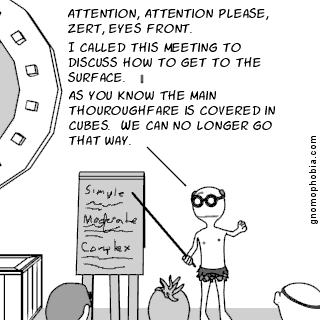 ATTENTION, ATTENTION PLEASE,
ZERT, EYES FRONT.
I CALLED THIS MEETING TO
DISCUSS HOW TO GET TO THE
SURFACE.
AS YOU KNOW THE MAIN
THOUROUGHFARE IS COVERED IN
CUBES. WE CAN NO LONGER GO
THAT WAY.
Simple
Moderate
Complex
gnomophobia.com